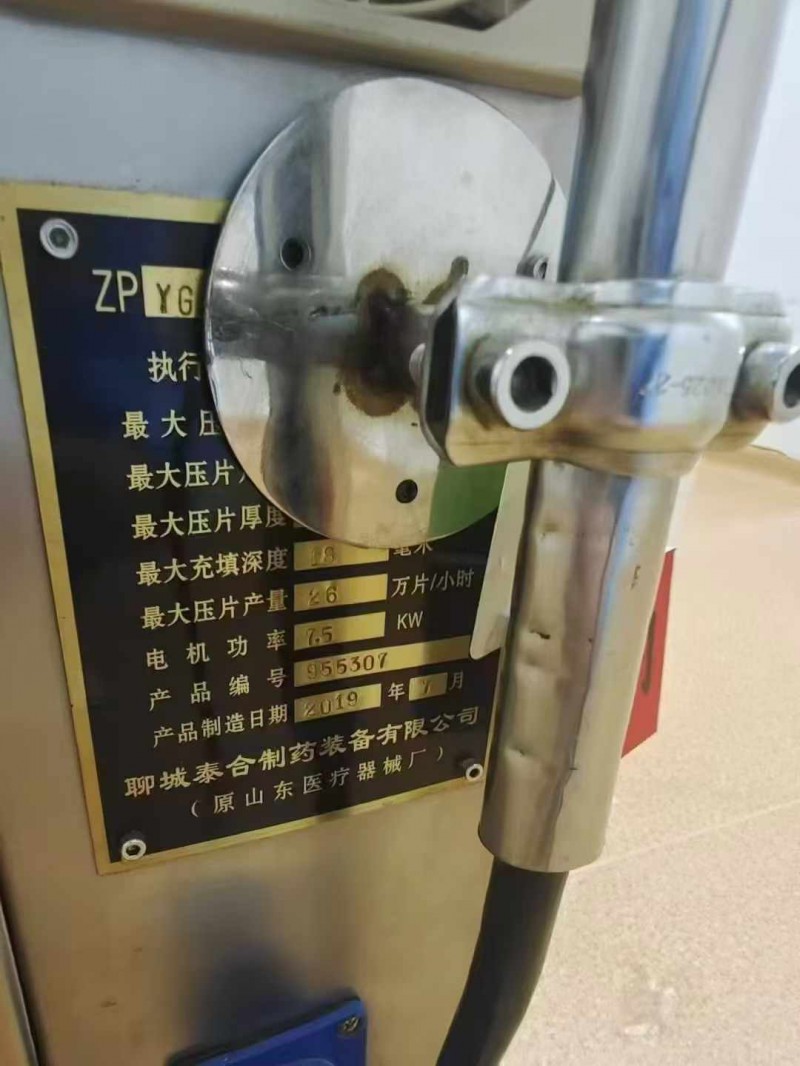 ZP YG
执行
最大压
最大压片
最大压片厚度
最大充填深度 18 毫米
最大压片产量 26 万片/小时
电机功率 7.5 KW
产品编号 955307
产品制造日期 2019 年 7 月
聊城泰合制药装备有限公司
(原山东医疗器械厂)